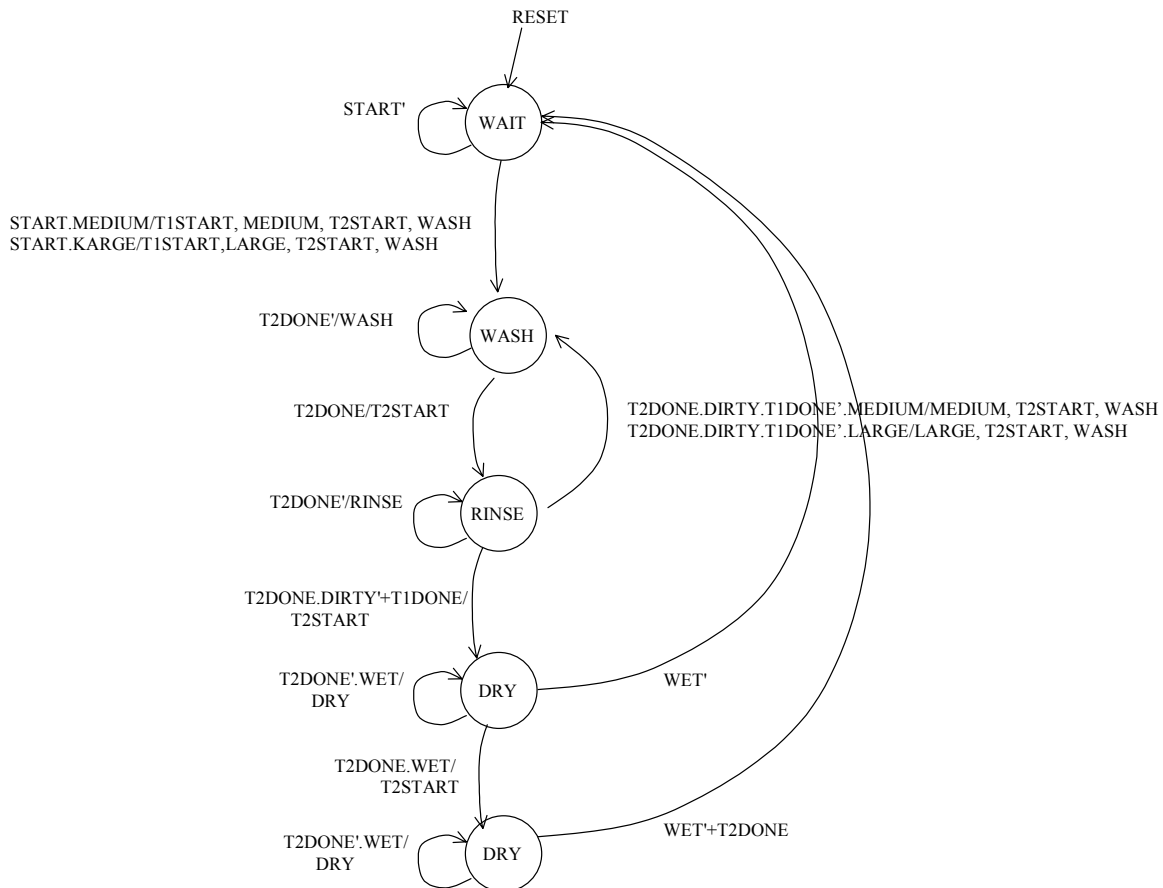 RESET
START'
WAIT
START.MEDIUM/T1START, MEDIUM, T2START, WASH
START.KARGE/T1START,LARGE, T2START, WASH
T2DONE'/WASH
WASH
T2DONE/T2START
T2DONE.DIRTY.T1DONE’.MEDIUM/MEDIUM, T2START, WASH
T2DONE.DIRTY.T1DONE’.LARGE/LARGE, T2START, WASH
T2DONE'/RINSE
RINSE
T2DONE.DIRTY'+T1DONE/
T2START
T2DONE'.WET/
DRY
DRY
WET'
T2DONE.WET/
T2START
T2DONE'.WET/
DRY
DRY
WET'+T2DONE